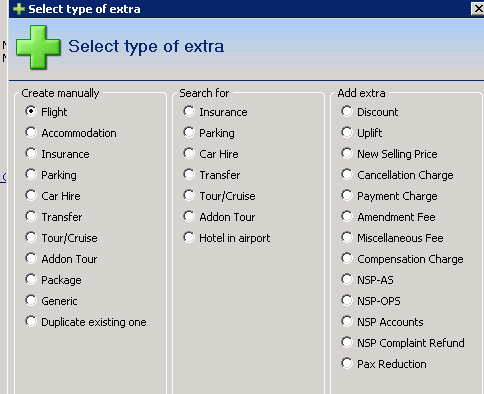 Select type of extra
Select type of extra
Create manually
Flight
Accommodation
Insurance
Parking
Car Hire
Transfer
Tour/Cruise
Addon Tour
Package
Generic
Duplicate existing one
Search for
Insurance
Parking
Car Hire
Transfer
Tour/Cruise
Addon Tour
Hotel in airport
Add extra
Discount
Uplift
New Selling Price
Cancellation Charge
Payment Charge
Amendment Fee
Miscellaneous Fee
Compensation Charge
NSP-AS
NSP-OPS
NSP Accounts
NSP Complaint Refund
Pax Reduction